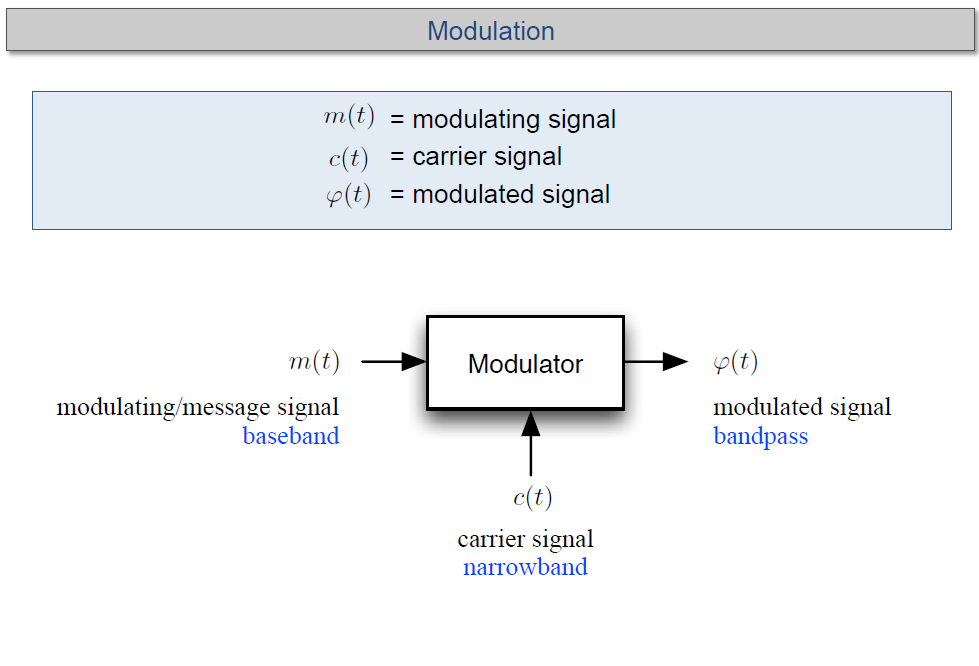 Modulation
m(t) = modulating signal
c(t) = carrier signal
φ(t) = modulated signal
m(t)
Modulator
φ(t)
modulating/message signal
baseband
modulated signal
bandpass
c(t)
carrier signal
narrowband